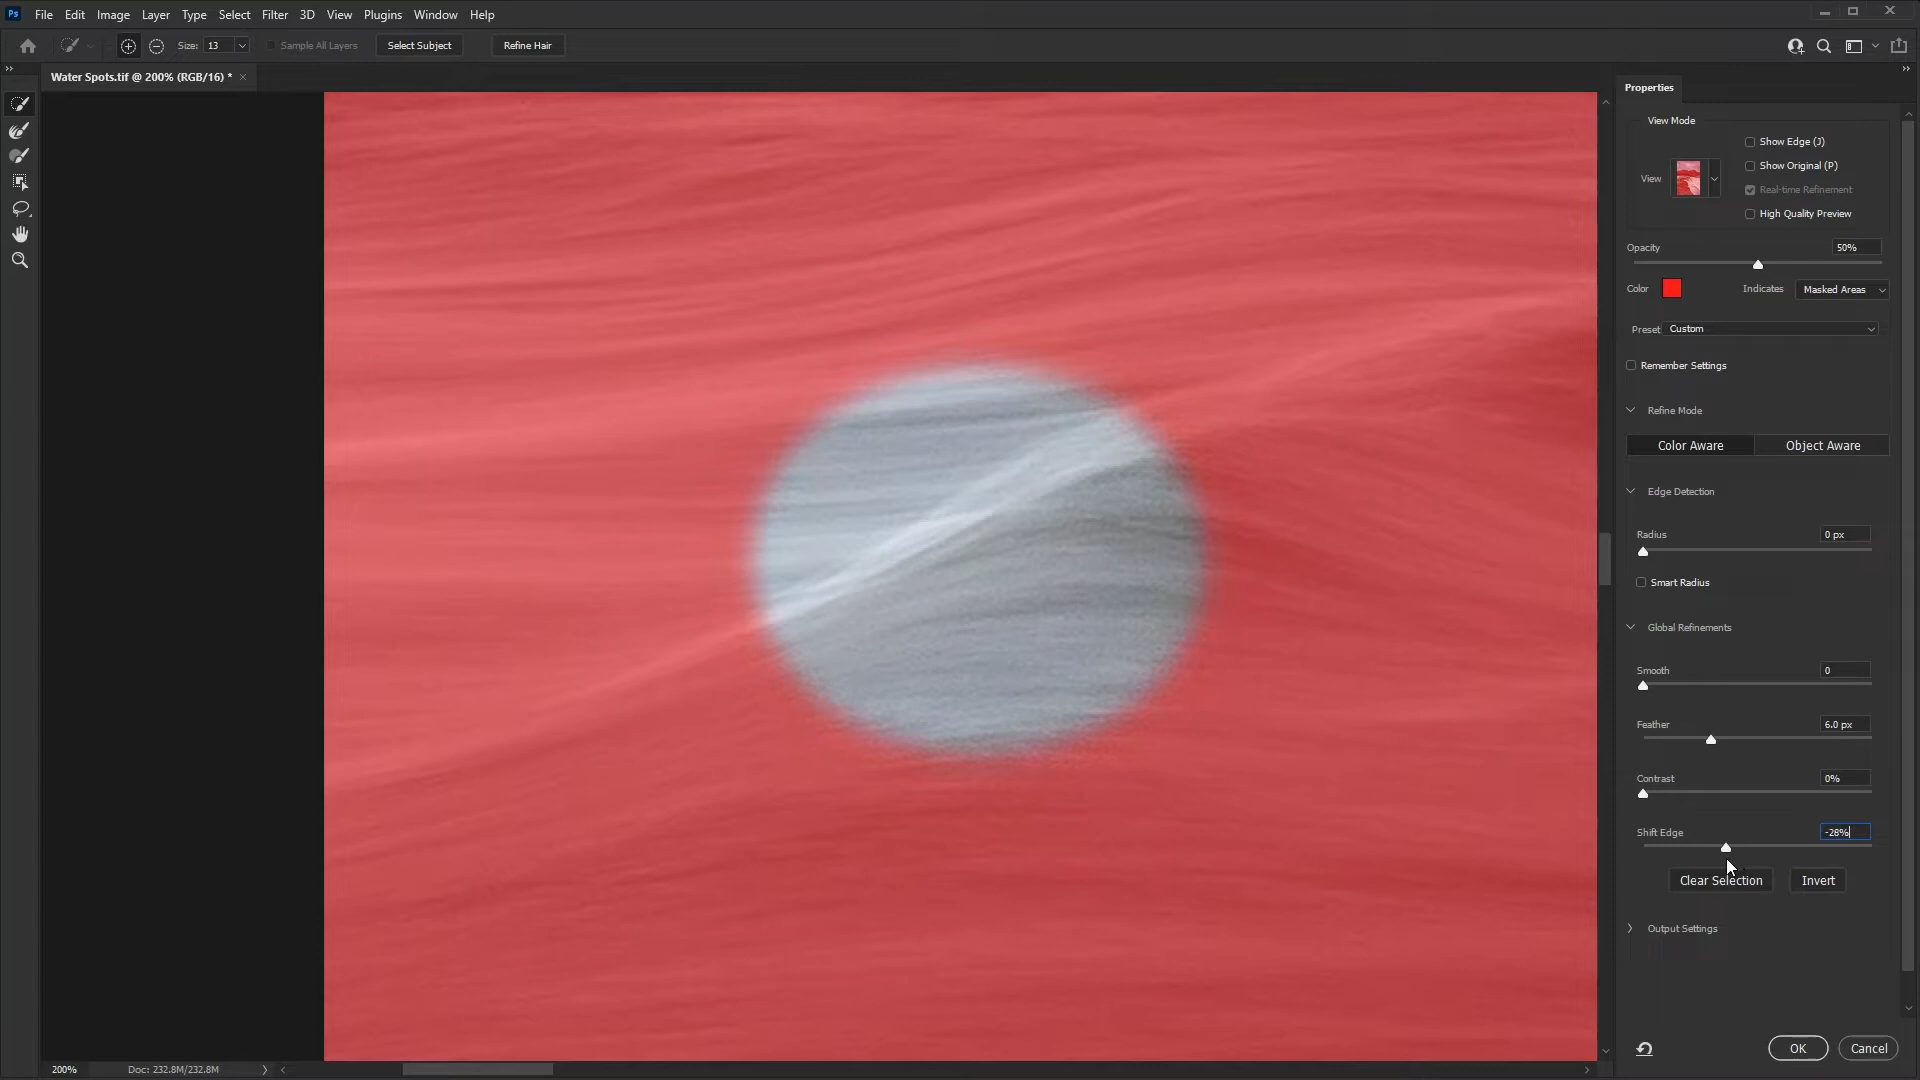 Ps File Edit Image Layer Type Select Filter 3D View Plugins Window Help
Size: 13 Sample All Layers Select Subject Refine Hair
Water Spots.tif @ 200% (RGB/16) * ×
Properties
View Mode
Show Edge (J)
Show Original (P)
View
Real-time Refinement
High Quality Preview
Opacity 50%
Color Indicates Masked Areas
Preset Custom
Remember Settings
Refine Mode
Color Aware Object Aware
Edge Detection
Radius 0 px
Smart Radius
Global Refinements
Smooth 0
Feather 6.0 px
Contrast 0%
Shift Edge -28%
Clear Selection Invert
Output Settings
OK Cancel
200% Doc: 232.8M/232.8M